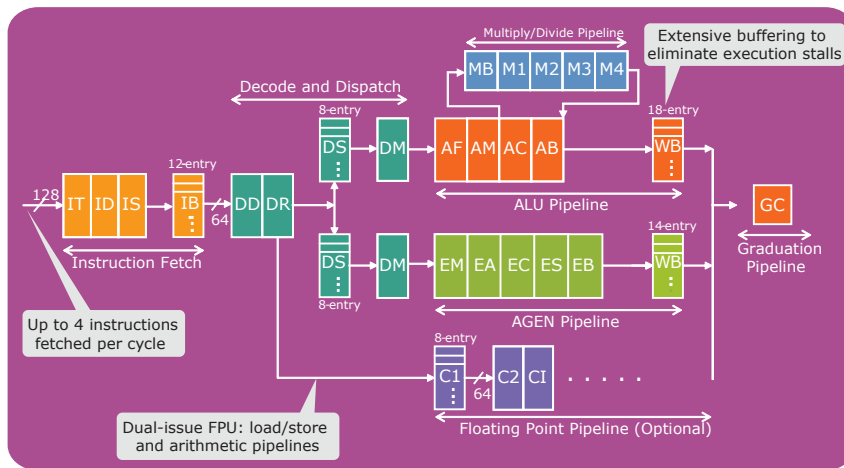 Multiply/Divide Pipeline
MB M1 M2 M3 M4
Extensive buffering to
eliminate execution stalls
Decode and Dispatch
8-entry
DS
DM
AF AM AC AB
18-entry
WB
ALU Pipeline
128
IT ID IS
12-entry
IB
64
DD DR
Instruction Fetch
GC
Graduation
Pipeline
DS
8-entry
DM
EM EA EC ES EB
14-entry
WB
AGEN Pipeline
Up to 4 instructions
fetched per cycle
8-entry
C1
64
C2 CI
Dual-issue FPU: load/store
and arithmetic pipelines
Floating Point Pipeline (Optional)